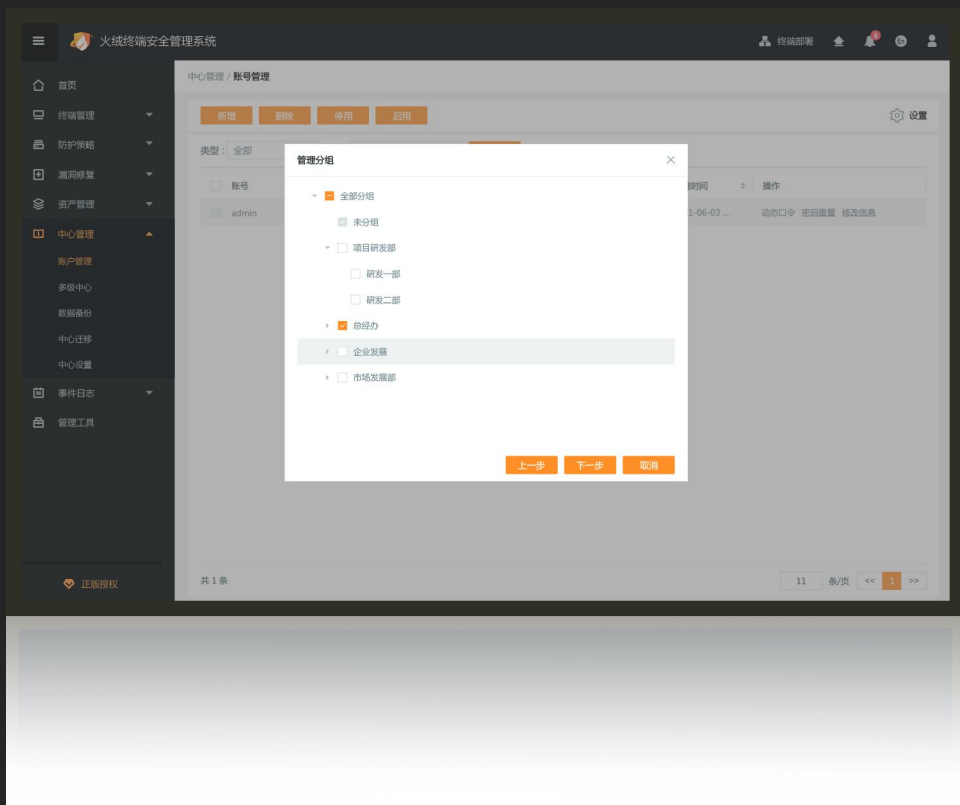 火绒终端安全管理系统
终端部署
8
En
首页
终端管理
防护策略
漏洞修复
资产管理
中心管理
账户管理
多级中心
数据备份
中心迁移
中心设置
事件日志
管理工具
正版授权
中心管理 / 账号管理
新增 删除 停用 启用
设置
类型: 全部
账号 时间 操作
admin 1-06-03 ... 动态口令 密码重置 修改信息
管理分组
全部分组
未分组
项目研发部
研发一部
研发二部
总经办
企业发展
市场发展部
上一步 下一步 取消
共 1 条 11 条/页 << 1 >>